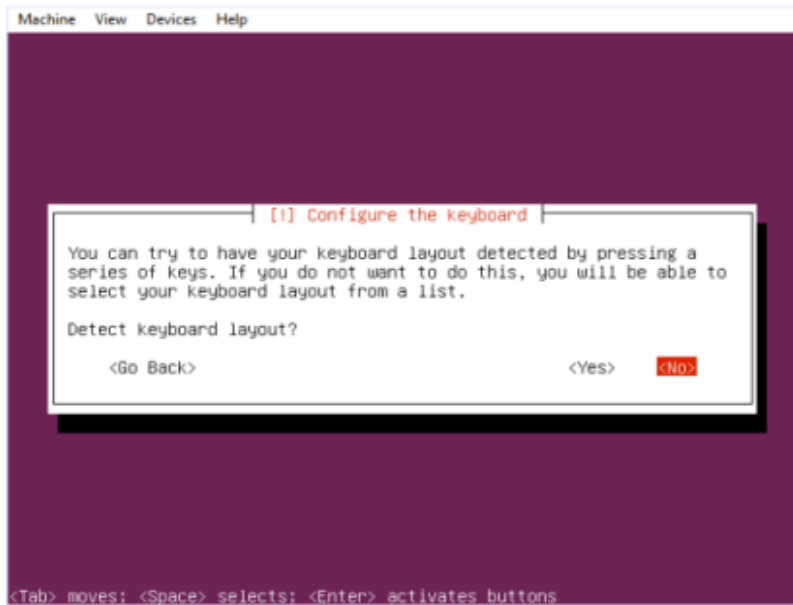 Machine View Devices Help
[!] Configure the keyboard
You can try to have your keyboard layout detected by pressing a
series of keys. If you do not want to do this, you will be able to
select your keyboard layout from a list.
Detect keyboard layout?
<Go Back> <Yes> <No>
<Tab> moves; <Space> selects; <Enter> activates buttons